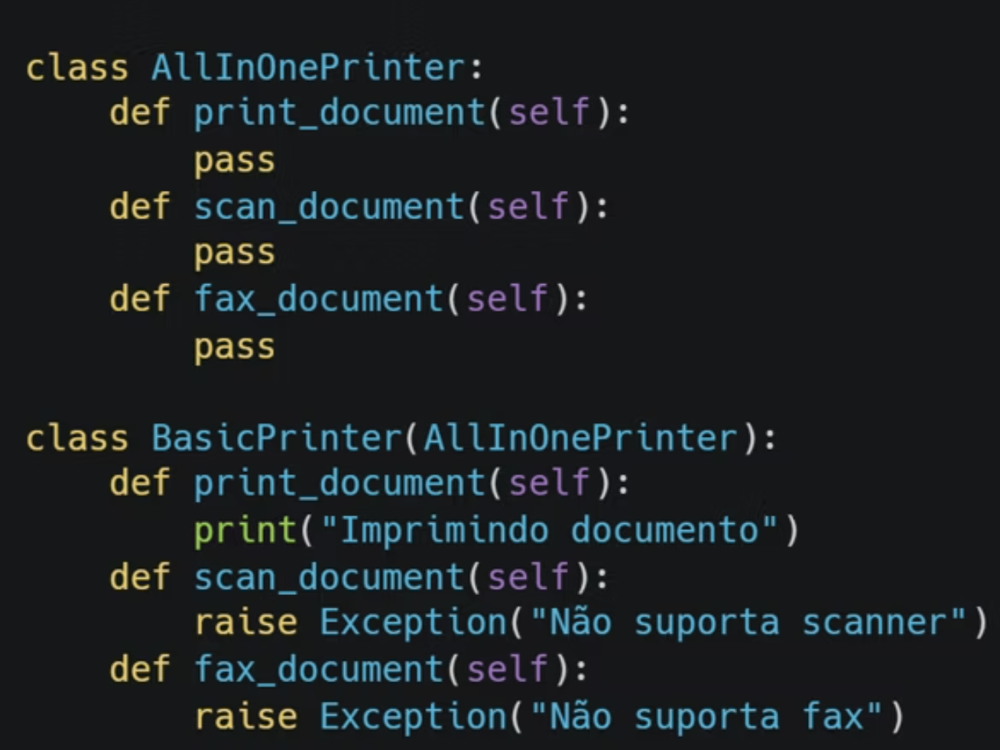 class AllInOnePrinter:
    def print_document(self):
        pass
    def scan_document(self):
        pass
    def fax_document(self):
        pass

class BasicPrinter(AllInOnePrinter):
    def print_document(self):
        print("Imprimindo documento")
    def scan_document(self):
        raise Exception("Não suporta scanner")
    def fax_document(self):
        raise Exception("Não suporta fax")